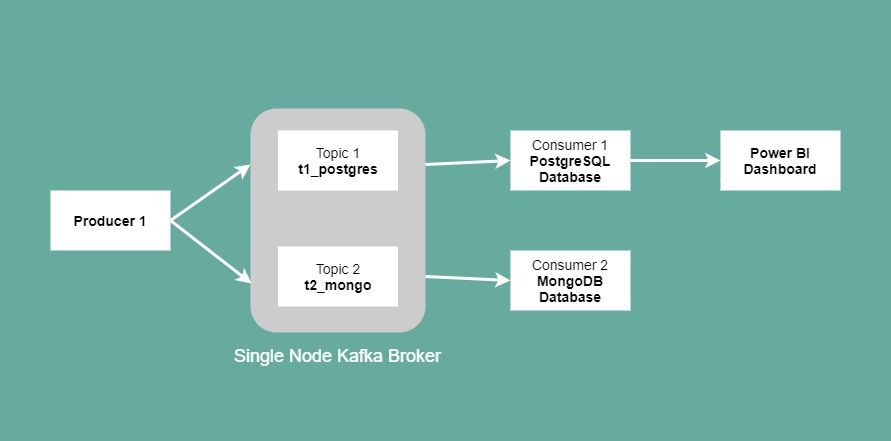 Producer 1
Topic 1
t1_postgres
Topic 2
t2_mongo
Single Node Kafka Broker
Consumer 1
PostgreSQL
Database
Consumer 2
MongoDB
Database
Power BI
Dashboard